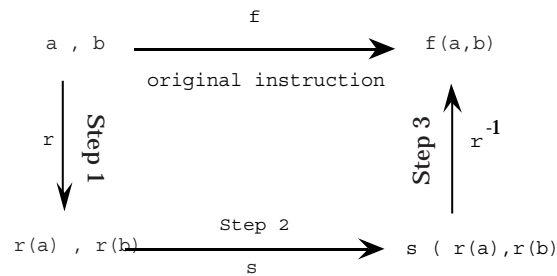 f
a , b
f(a,b)
original instruction
r
Step 1
Step 3
r-1
r(a) , r(b)
Step 2
s
s ( r(a),r(b)